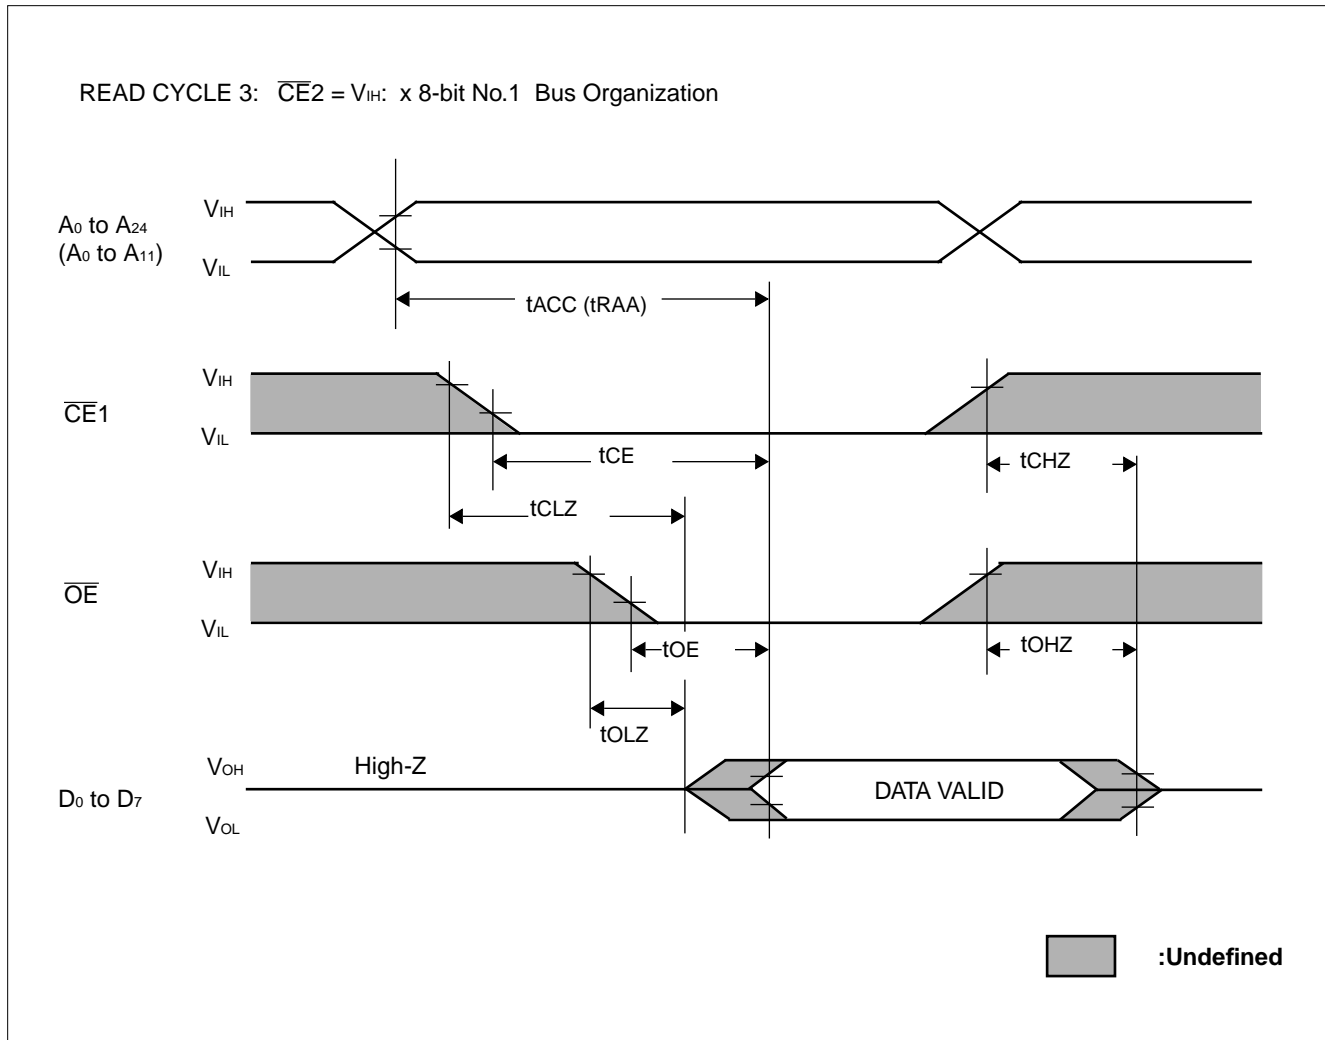 READ CYCLE 3: CE2 = VIH: x 8-bit No.1 Bus Organization
VIH
A0 to A24
(A0 to A11)
VIL
tACC (tRAA)
VIH
CE1
VIL
tCE
tCHZ
tCLZ
VIH
OE
VIL
tOE
tOHZ
tOLZ
VOH
High-Z
D0 to D7
DATA VALID
VOL
:Undefined